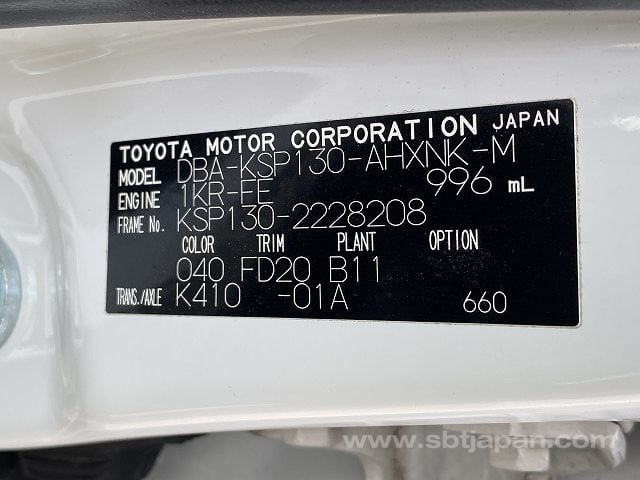 TOYOTA MOTOR CORPORATION JAPAN
MODEL DBA-KSP130-AHXNK-M
ENGINE 1KR-FE 996 mL
FRAME No. KSP130-2228208
COLOR TRIM PLANT OPTION
040 FD20 B11
TRANS./AXLE K410 -01A 660
www.sbtjapan.com